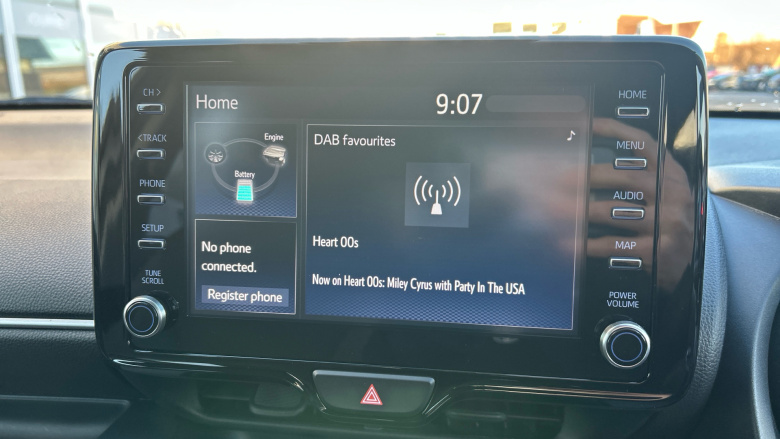 CH >
< TRACK
PHONE
SETUP
TUNE
SCROLL
Home
9:07
Engine
Battery
No phone
connected.
Register phone
DAB favourites
Heart 00s
Now on Heart 00s: Miley Cyrus with Party In The USA
HOME
MENU
AUDIO
MAP
POWER
VOLUME